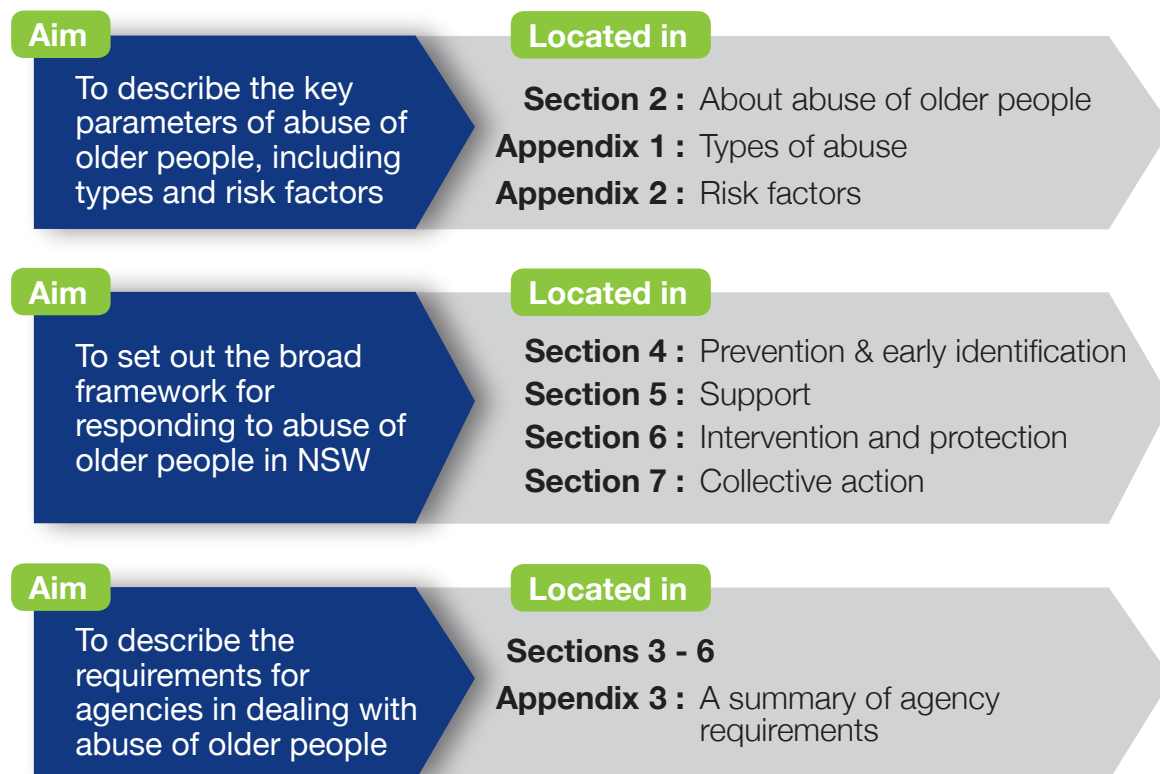 Aim
To describe the key
parameters of abuse of
older people, including
types and risk factors
Located in
Section 2 : About abuse of older people
Appendix 1 : Types of abuse
Appendix 2 : Risk factors
Aim
To set out the broad
framework for
responding to abuse of
older people in NSW
Located in
Section 4 : Prevention & early identification
Section 5 : Support
Section 6 : Intervention and protection
Section 7 : Collective action
Aim
To describe the
requirements for
agencies in dealing with
abuse of older people
Located in
Sections 3 - 6
Appendix 3 : A summary of agency
requirements